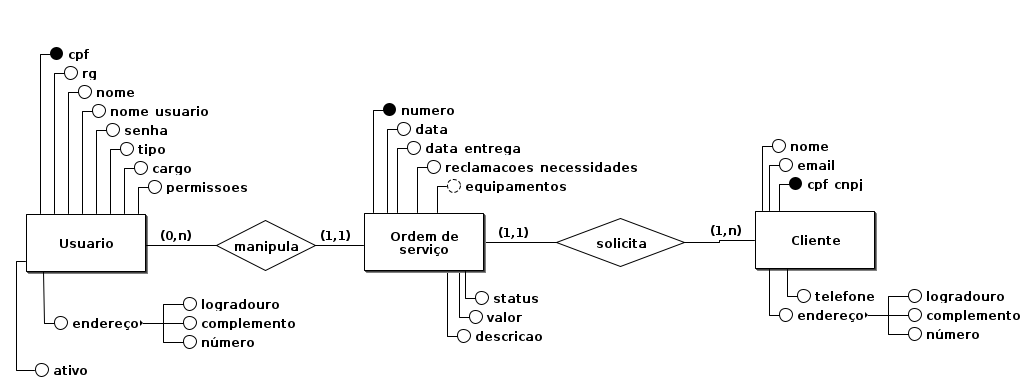 cpf
rg
nome
nome usuario
senha
tipo
cargo
permissoes
Usuario
(0,n)
manipula
(1,1)
endereço
logradouro
complemento
número
ativo
numero
data
data entrega
reclamacoes necessidades
equipamentos
Ordem de
serviço
(1,1)
solicita
(1,n)
status
valor
descricao
nome
email
cpf cnpj
Cliente
telefone
endereço
logradouro
complemento
número